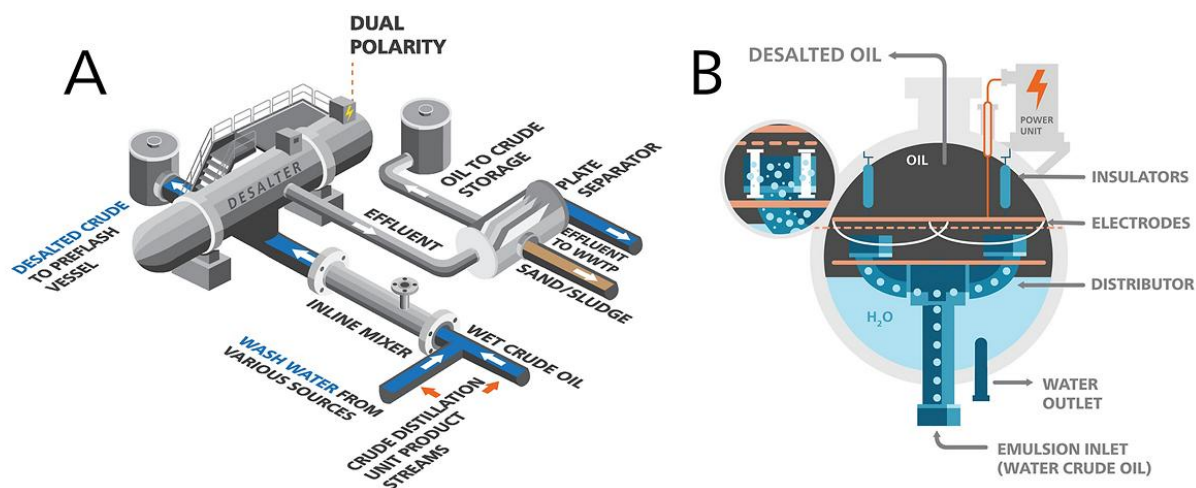 A
DUAL
POLARITY
DESALTER
OIL TO CRUDE
STORAGE
PLATE
SEPARATOR
EFFLUENT
EFFLUENT
TO WWTP
SAND/SLUDGE
DESALTED CRUDE
TO PREFLASH
VESSEL
INLINE MIXER
WET CRUDE OIL
WASH WATER FROM
VARIOUS SOURCES
CRUDE DISTILLATION
UNIT PRODUCT
STREAMS
B
DESALTED OIL
POWER
UNIT
OIL
INSULATORS
ELECTRODES
DISTRIBUTOR
H₂O
WATER
OUTLET
EMULSION INLET
(WATER CRUDE OIL)